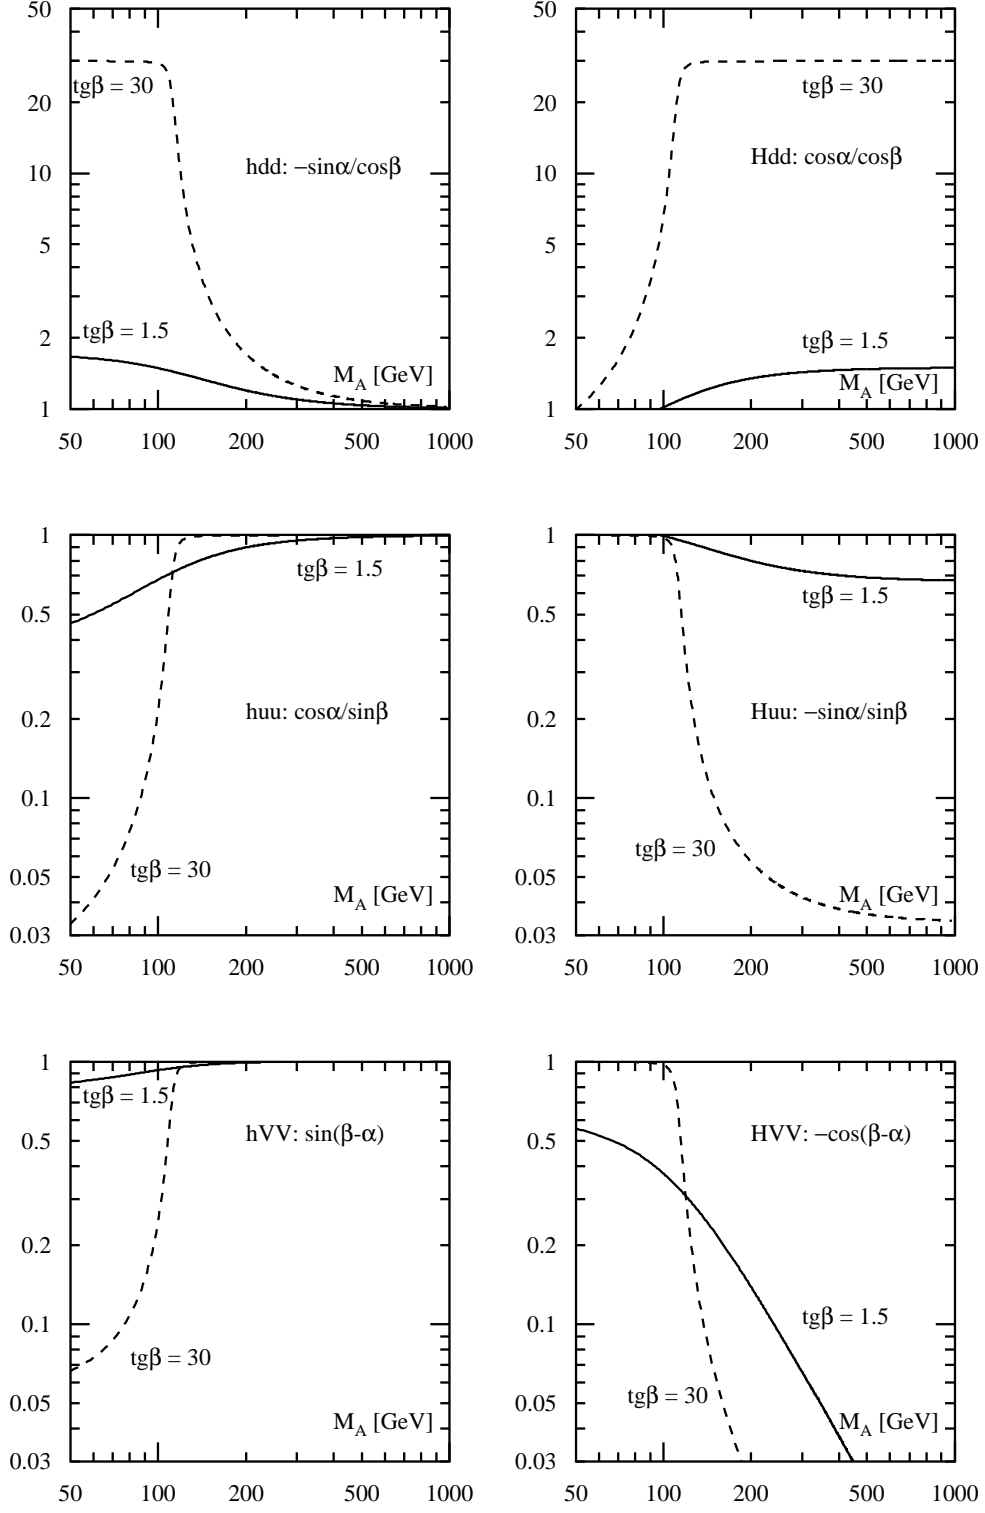 50
20
10
5
2
1
tgβ = 30
hdd: −sinα/cosβ
tgβ = 1.5
M_A [GeV]
50 100 200 500 1000
50
20
10
5
2
1
tgβ = 30
Hdd: cosα/cosβ
tgβ = 1.5
M_A [GeV]
50 100 200 500 1000
1
0.5
0.2
0.1
0.05
0.03
tgβ = 1.5
huu: cosα/sinβ
tgβ = 30
M_A [GeV]
50 100 200 500 1000
1
0.5
0.2
0.1
0.05
0.03
tgβ = 1.5
Huu: −sinα/sinβ
tgβ = 30
M_A [GeV]
50 100 200 500 1000
1
0.5
0.2
0.1
0.05
0.03
tgβ = 1.5
hVV: sin(β-α)
tgβ = 30
M_A [GeV]
50 100 200 500 1000
1
0.5
0.2
0.1
0.05
0.03
HVV: −cos(β-α)
tgβ = 1.5
tgβ = 30
M_A [GeV]
50 100 200 500 1000